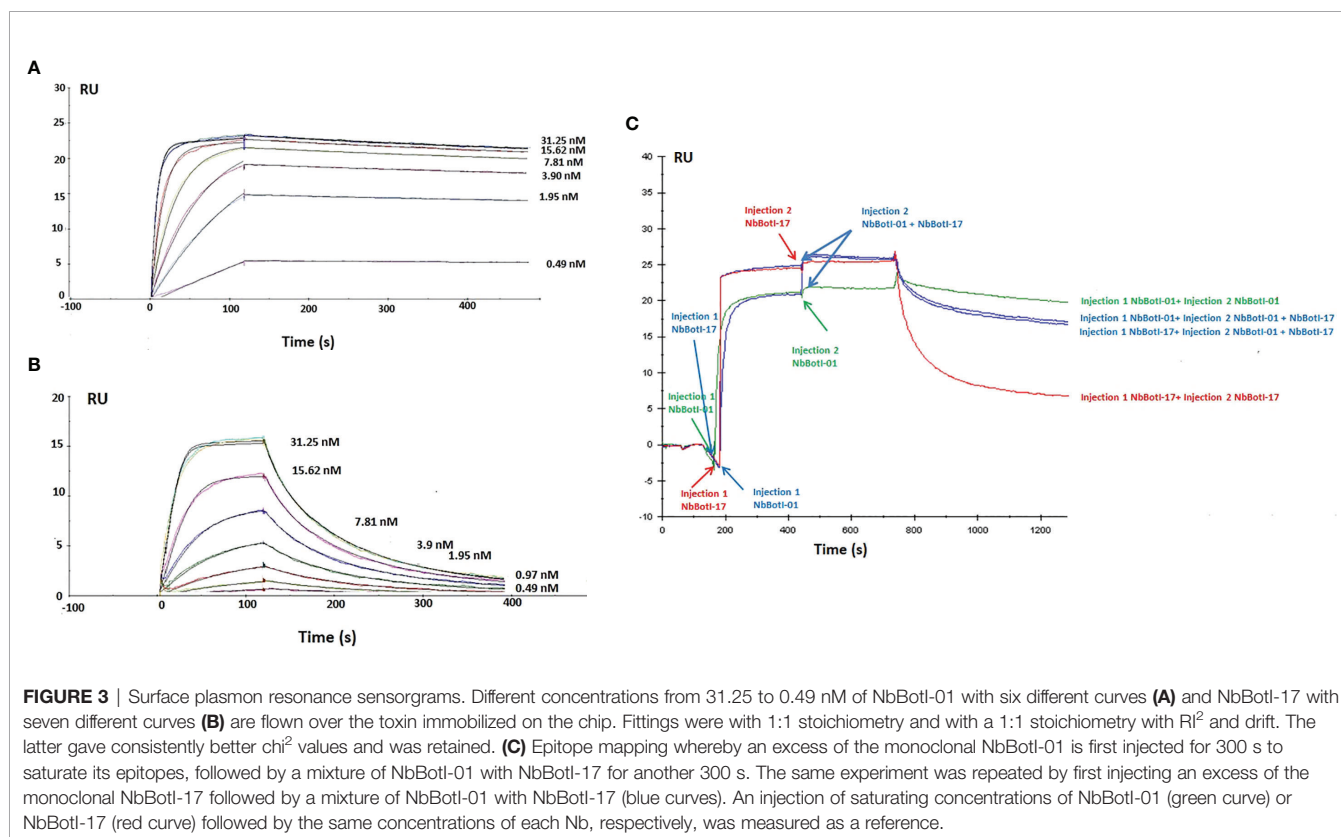 A
RU
30
25
20
15
10
5
0
-100
0
100
200
300
400
Time (s)
31.25 nM
15.62 nM
7.81 nM
3.90 nM
1.95 nM
0.49 nM
B
RU
20
15
10
5
0
-100
0
100
200
300
400
Time (s)
31.25 nM
15.62 nM
7.81 nM
3.9 nM
1.95 nM
0.97 nM
0.49 nM
C
RU
40
35
30
25
20
15
10
5
0
-5
-10
0
200
400
600
800
1000
1200
Time (s)
Injection 2
NbBotI-17
Injection 2
NbBotI-01 + NbBotI-17
Injection 1
NbBotI-17
Injection 2
NbBotI-01
Injection 1
NbBotI-01
Injection 1
NbBotI-17
Injection 1
NbBotI-01
Injection 1 NbBotI-01+ Injection 2 NbBotI-01
Injection 1 NbBotI-01+ Injection 2 NbBotI-01 + NbBotI-17
Injection 1 NbBotI-17+ Injection 2 NbBotI-01 + NbBotI-17
Injection 1 NbBotI-17+ Injection 2 NbBotI-17
FIGURE 3 | Surface plasmon resonance sensorgrams. Different concentrations from 31.25 to 0.49 nM of NbBotI-01 with six different curves (A) and NbBotI-17 with
seven different curves (B) are flown over the toxin immobilized on the chip. Fittings were with 1:1 stoichiometry and with a 1:1 stoichiometry with RI² and drift. The
latter gave consistently better chi² values and was retained. (C) Epitope mapping whereby an excess of the monoclonal NbBotI-01 is first injected for 300 s to
saturate its epitopes, followed by a mixture of NbBotI-01 with NbBotI-17 for another 300 s. The same experiment was repeated by first injecting an excess of the
monoclonal NbBotI-17 followed by a mixture of NbBotI-01 with NbBotI-17 (blue curves). An injection of saturating concentrations of NbBotI-01 (green curve) or
NbBotI-17 (red curve) followed by the same concentrations of each Nb, respectively, was measured as a reference.